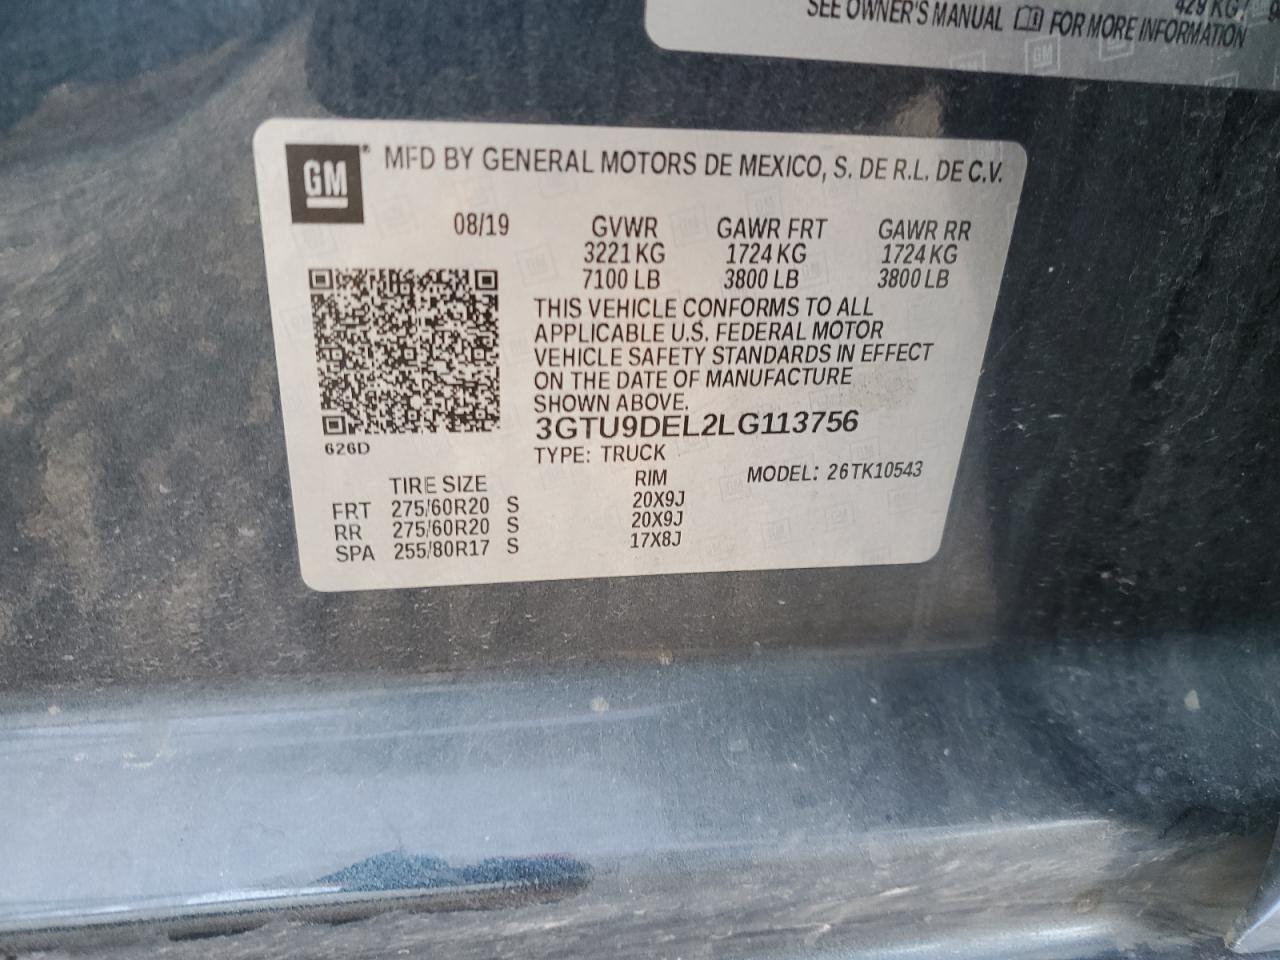 429 KG /
SEE OWNER'S MANUAL FOR MORE INFORMATION
GM MFD BY GENERAL MOTORS DE MEXICO, S. DE R.L. DE C.V.
08/19 GVWR GAWR FRT GAWR RR
3221 KG 1724 KG 1724 KG
7100 LB 3800 LB 3800 LB
THIS VEHICLE CONFORMS TO ALL
APPLICABLE U.S. FEDERAL MOTOR
VEHICLE SAFETY STANDARDS IN EFFECT
ON THE DATE OF MANUFACTURE
SHOWN ABOVE.
3GTU9DEL2LG113756
626D
TYPE: TRUCK
MODEL: 26TK10543
TIRE SIZE RIM
FRT 275/60R20 S 20X9J
RR 275/60R20 S 20X9J
SPA 255/80R17 S 17X8J